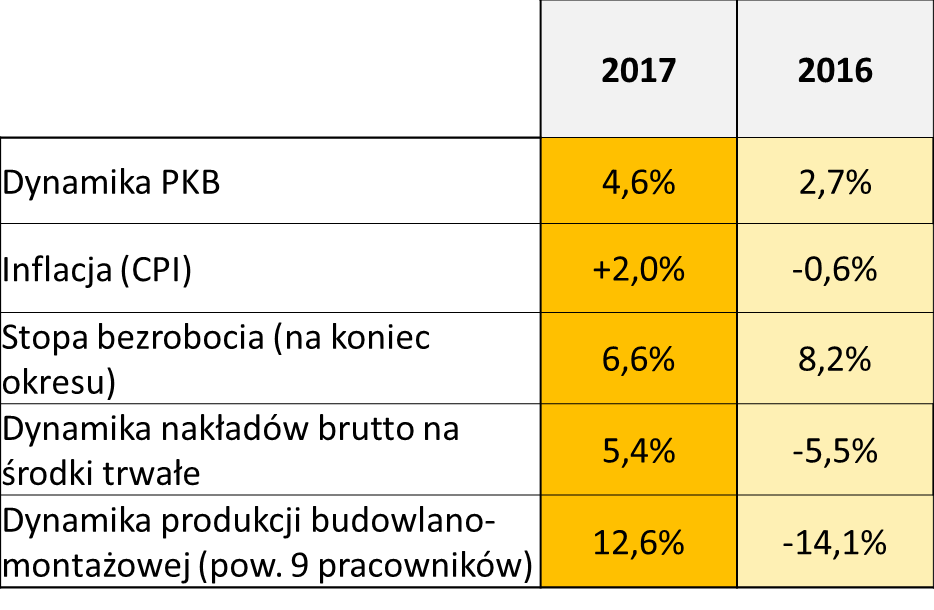 2017 2016
Dynamika PKB 4,6% 2,7%
Inflacja (CPI) +2,0% -0,6%
Stopa bezrobocia (na koniec
okresu) 6,6% 8,2%
Dynamika nakładów brutto na
środki trwałe 5,4% -5,5%
Dynamika produkcji budowlano-
montażowej (pow. 9 pracowników) 12,6% -14,1%